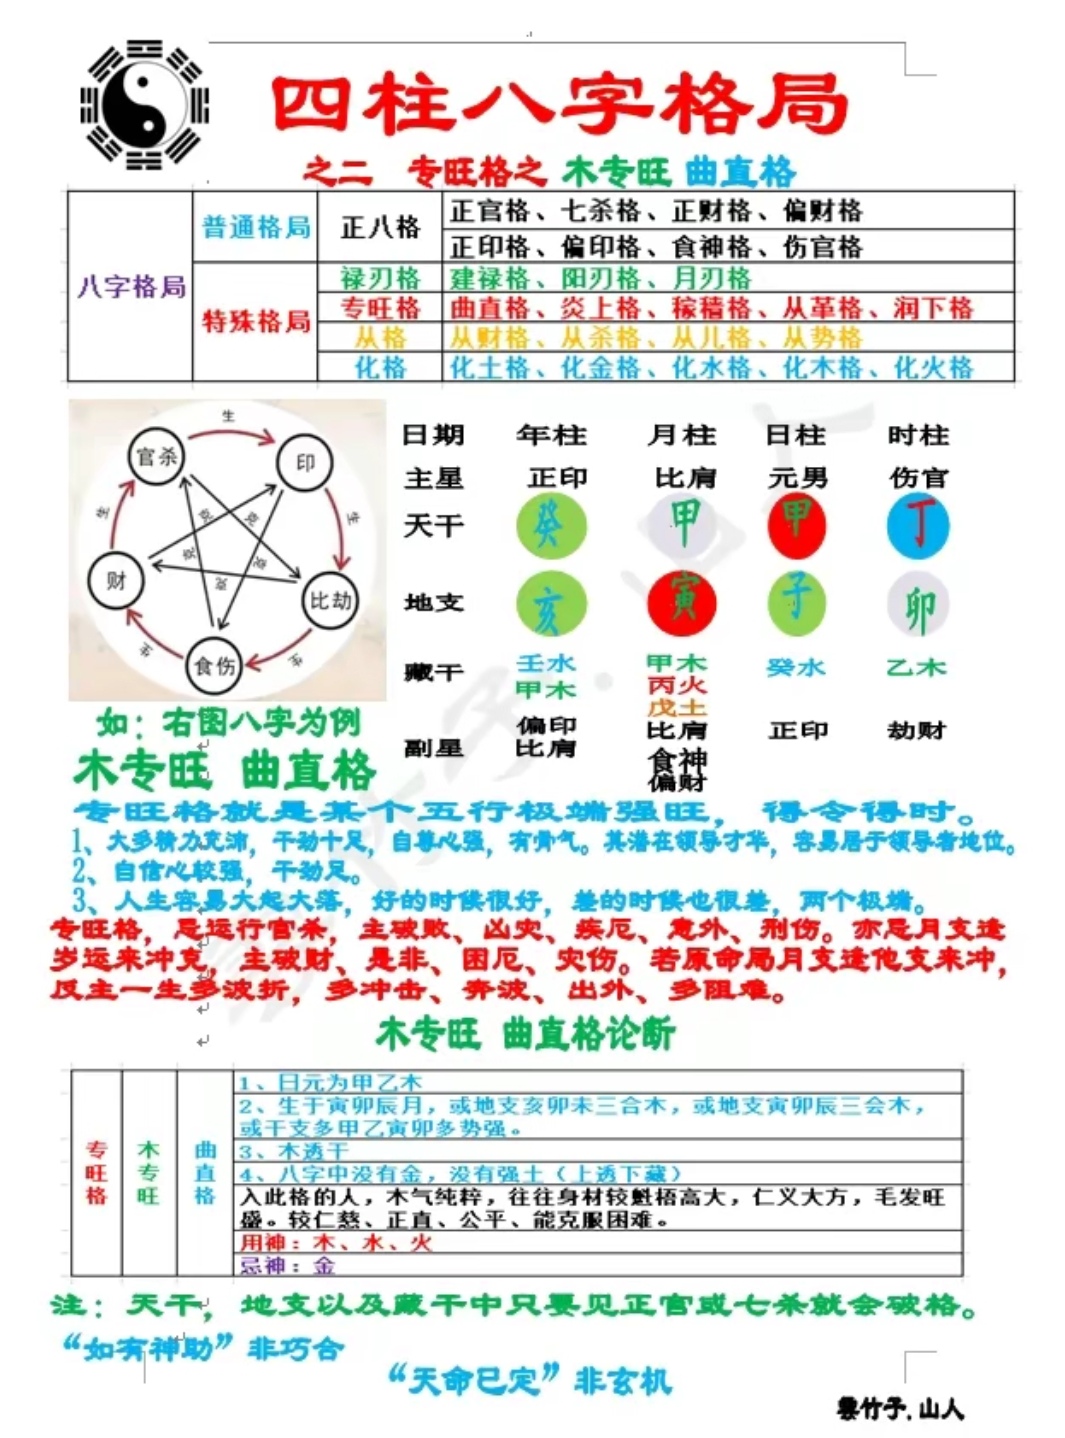 四柱八字格局
之二 专旺格之 木专旺 曲直格
八字格局
普通格局
正八格
正官格、七杀格、正财格、偏财格
正印格、偏印格、食神格、伤官格
特殊格局
禄刃格
建禄格、阳刃格、月刃格
专旺格
曲直格、炎上格、稼穑格、从革格、润下格
从格
从财格、从杀格、从儿格、从势格
化格
化土格、化金格、化水格、化木格、化火格
官杀 生 印
生 克 克 生
财 克 克 比劫
克
生 食伤 生
日期 年柱 月柱 日柱 时柱
主星 正印 比肩 元男 伤官
天干 癸 甲 甲 丁
地支 亥 寅 子 卯
藏干 壬水 甲木 癸水 乙木
甲木 丙火
戊土
副星 偏印 比肩 正印 劫财
比肩 食神
偏财
如：右图八字为例
木专旺 曲直格
专旺格就是某个五行极端强旺，得令得时。
1、大多精力充沛，干劲十足，自尊心强，有骨气。其潜在领导才华，容易居于领导者地位。
2、自信心较强，干劲足。
3、人生容易大起大落，好的时候很好，差的时候也很差，两个极端。
专旺格，忌运行官杀，主破败、凶灾、疾厄、意外、刑伤。亦忌月支逢
岁运来冲克，主破财、是非、困厄、灾伤。若原命局月支逢他支来冲，
反主一生多波折，多冲击、奔波、出外、多阻难。
木专旺 曲直格论断
专旺格
木专旺
曲直格
1、日元为甲乙木
2、生于寅卯辰月，或地支亥卯未三合木，或地支寅卯辰三会木，
或干支多甲乙寅卯多势强。
3、木透干
4、八字中没有金，没有强土（上透下藏）
入此格的人，木气纯粹，往往身材较魁梧高大，仁义大方，毛发旺
盛。较仁慈、正直、公平、能克服困难。
用神：木、水、火
忌神：金
注：天干，地支以及藏干中只要见正官或七杀就会破格。
“如有神助”非巧合
“天命已定”非玄机
雲竹子.山人